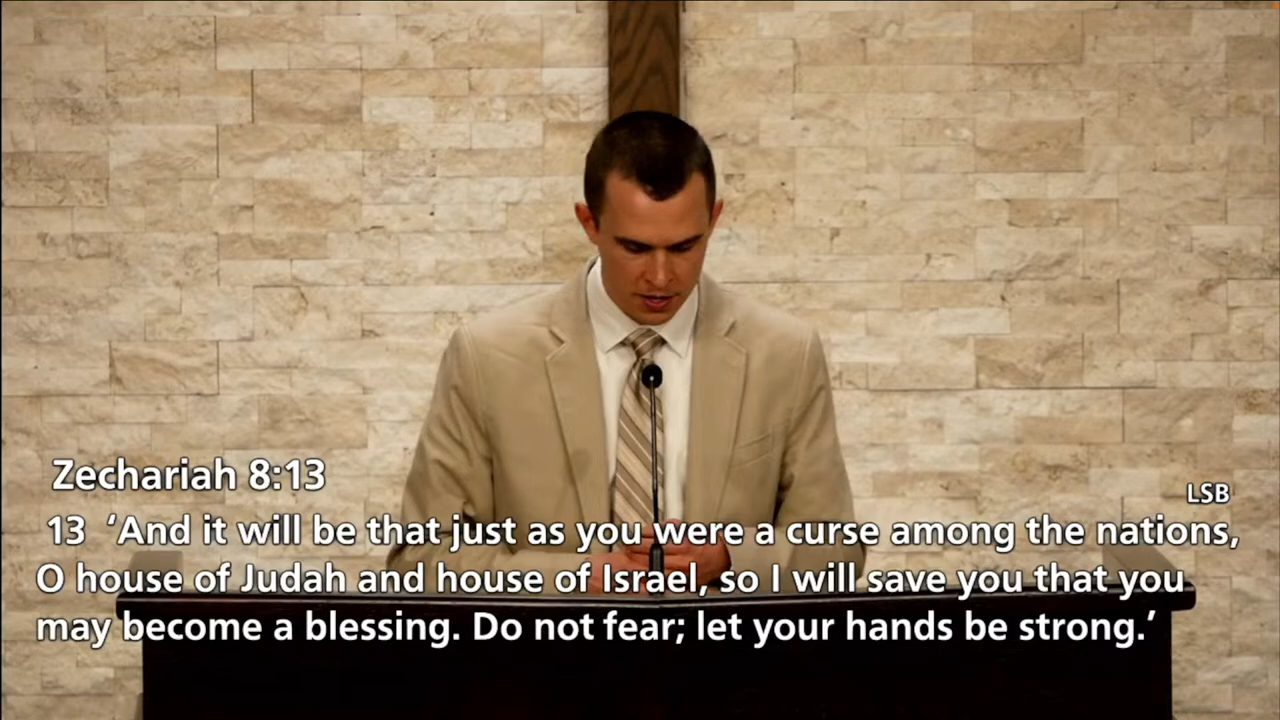 Zechariah 8:13
LSB
13 ‘And it will be that just as you were a curse among the nations,
O house of Judah and house of Israel, so I will save you that you
may become a blessing. Do not fear; let your hands be strong.’